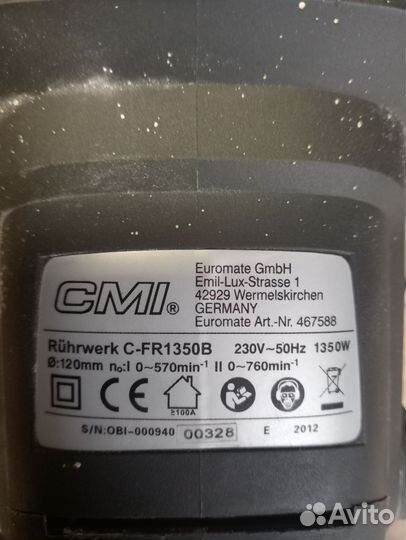 CMI®
Euromate GmbH
Emil-Lux-Strasse 1
42929 Wermelskirchen
GERMANY
Euromate Art.-Nr. 467588
Rührwerk C-FR1350B 230V~50Hz 1350W
Ø:120mm n₀:I 0~570min⁻¹ II 0~760min⁻¹
CE
≥100A
S/N:OBI-000940 00328 E 2012
Avito